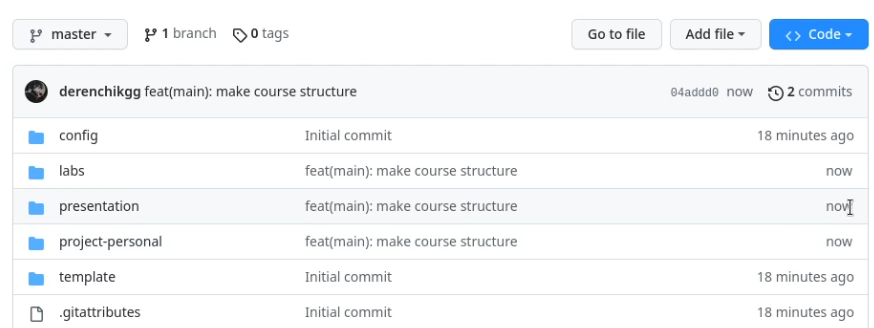 master 1 branch 0 tags Go to file Add file Code
derenchikgg feat(main): make course structure 04addd0 now 2 commits
config Initial commit 18 minutes ago
labs feat(main): make course structure now
presentation feat(main): make course structure now
project-personal feat(main): make course structure now
template Initial commit 18 minutes ago
.gitattributes Initial commit 18 minutes ago